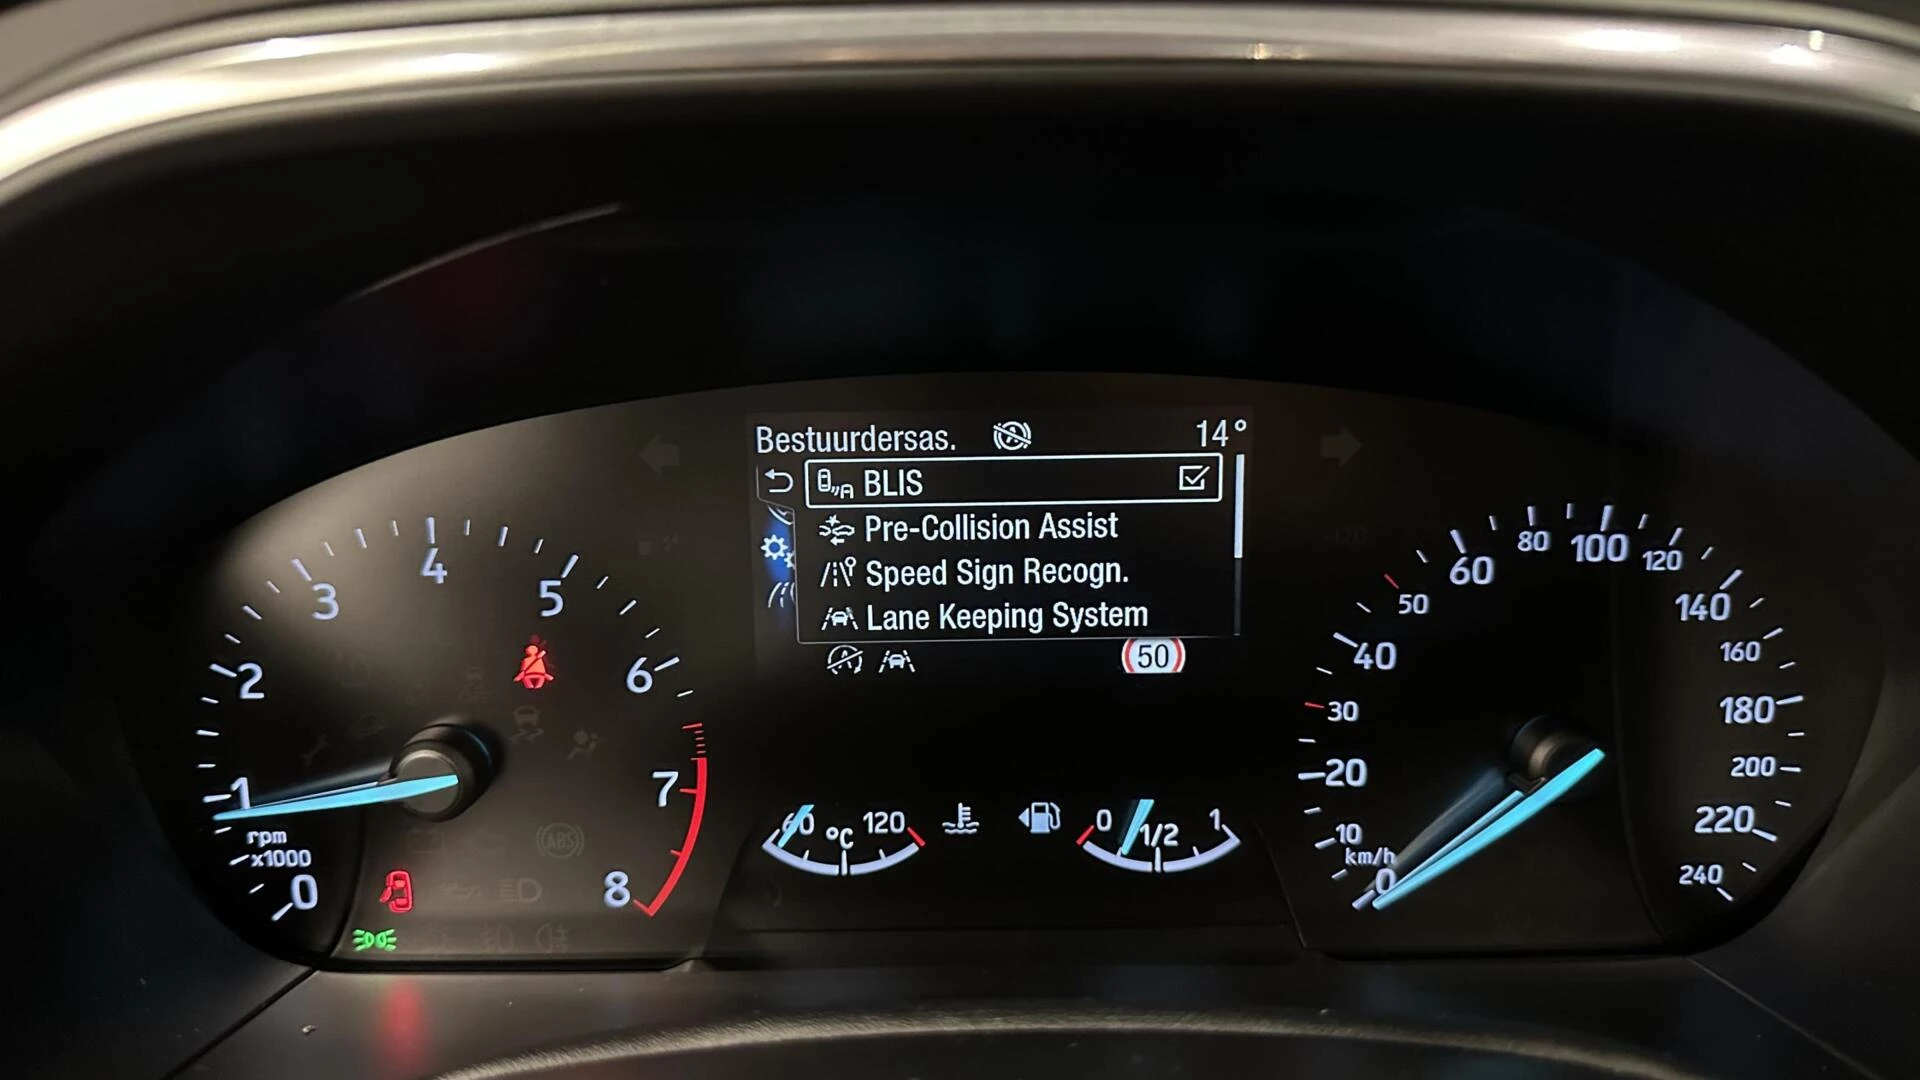 Bestuurdersas. 14°
BLIS
Pre-Collision Assist
Speed Sign Recogn.
Lane Keeping System
50
0
1
2
3
4
5
6
7
8
rpm
x1000
60 °C 120
0 1/2 1
0
10
20
30
40
50
60
80
100
120
140
160
180
200
220
240
km/h
ABS